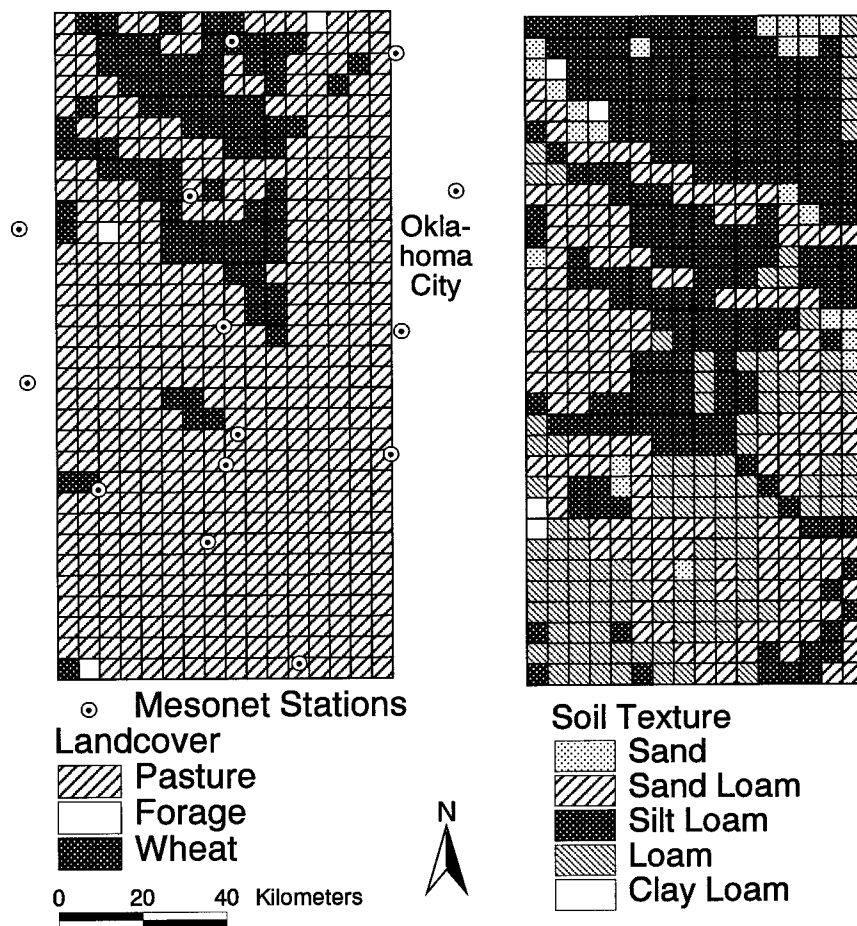 Okla-
homa
City
Mesonet Stations
Landcover
Pasture
Forage
Wheat
0 20 40 Kilometers
N
Soil Texture
Sand
Sand Loam
Silt Loam
Loam
Clay Loam